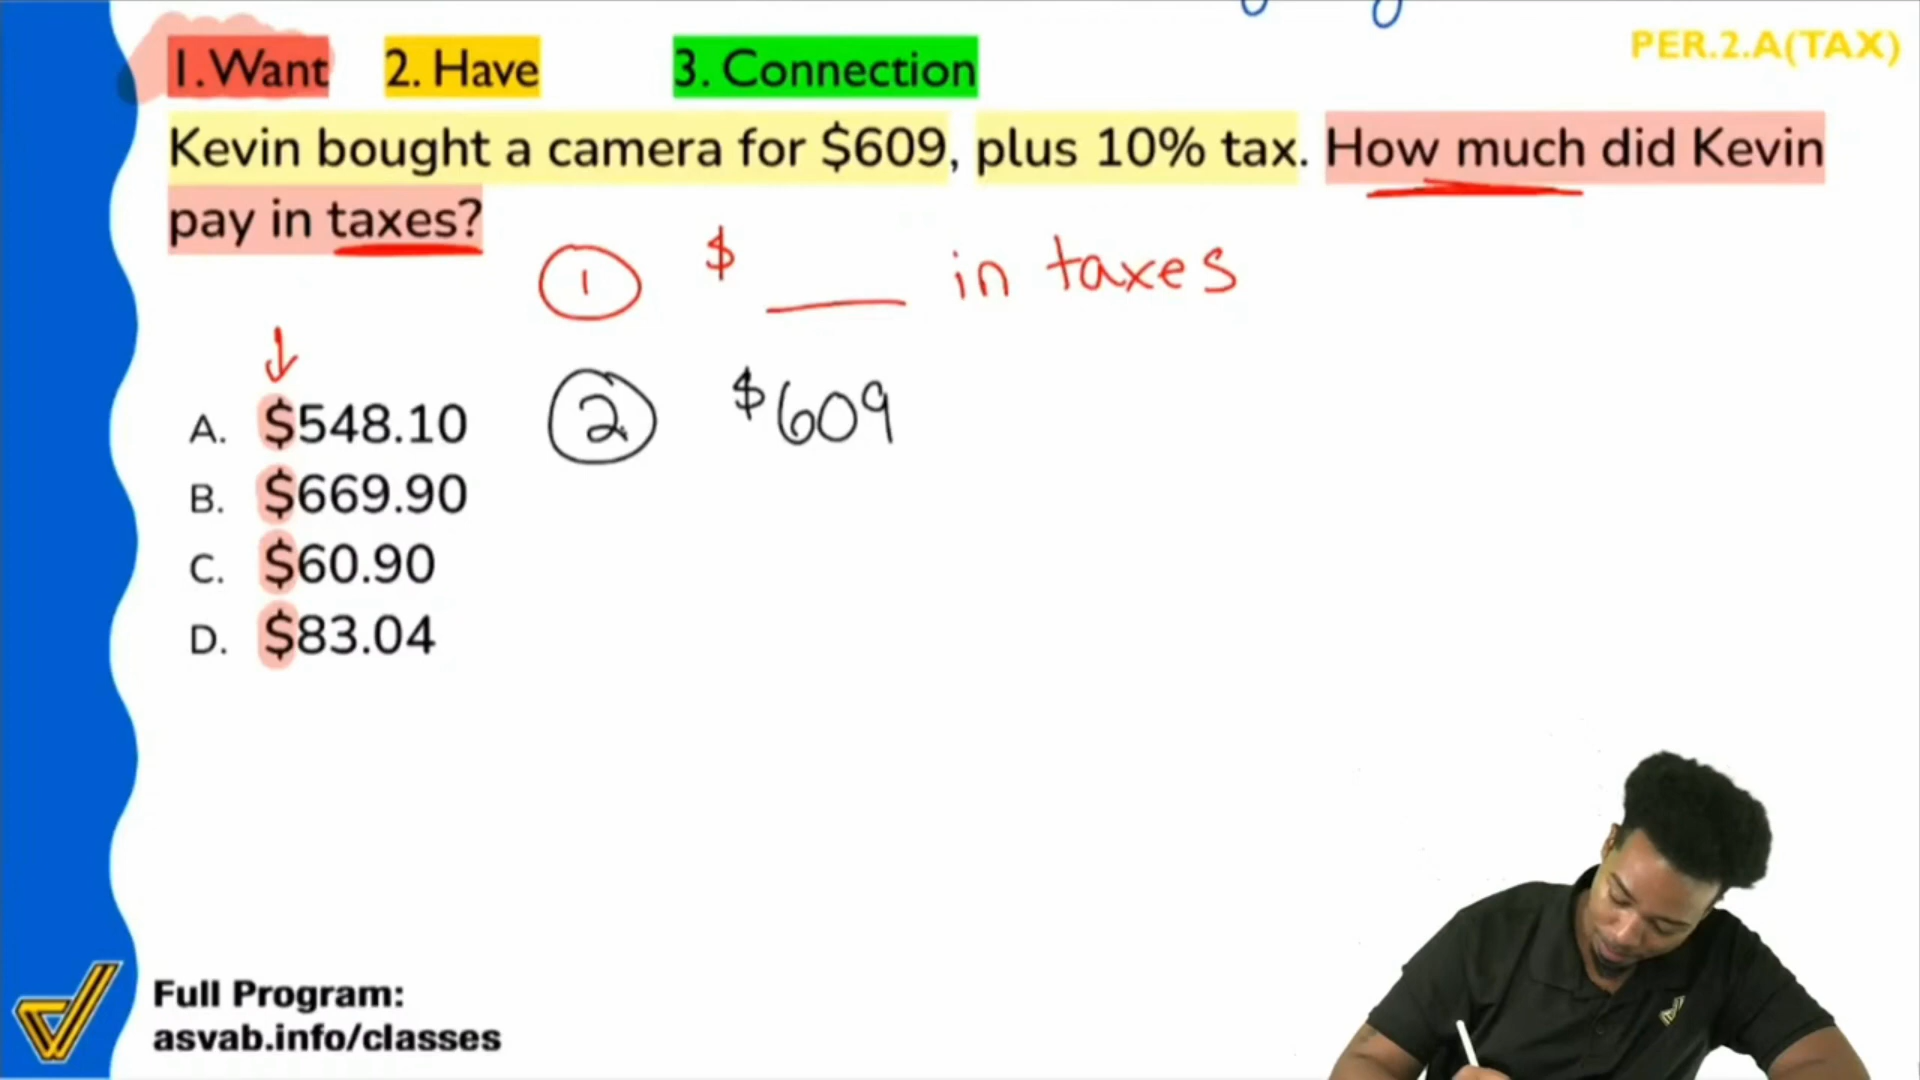 PER.2.A(TAX)
1. Want 2. Have 3. Connection
Kevin bought a camera for $609, plus 10% tax. How much did Kevin
pay in taxes?
1 $ ___ in taxes
2 $609
A. $548.10
B. $669.90
C. $60.90
D. $83.04
Full Program:
asvab.info/classes